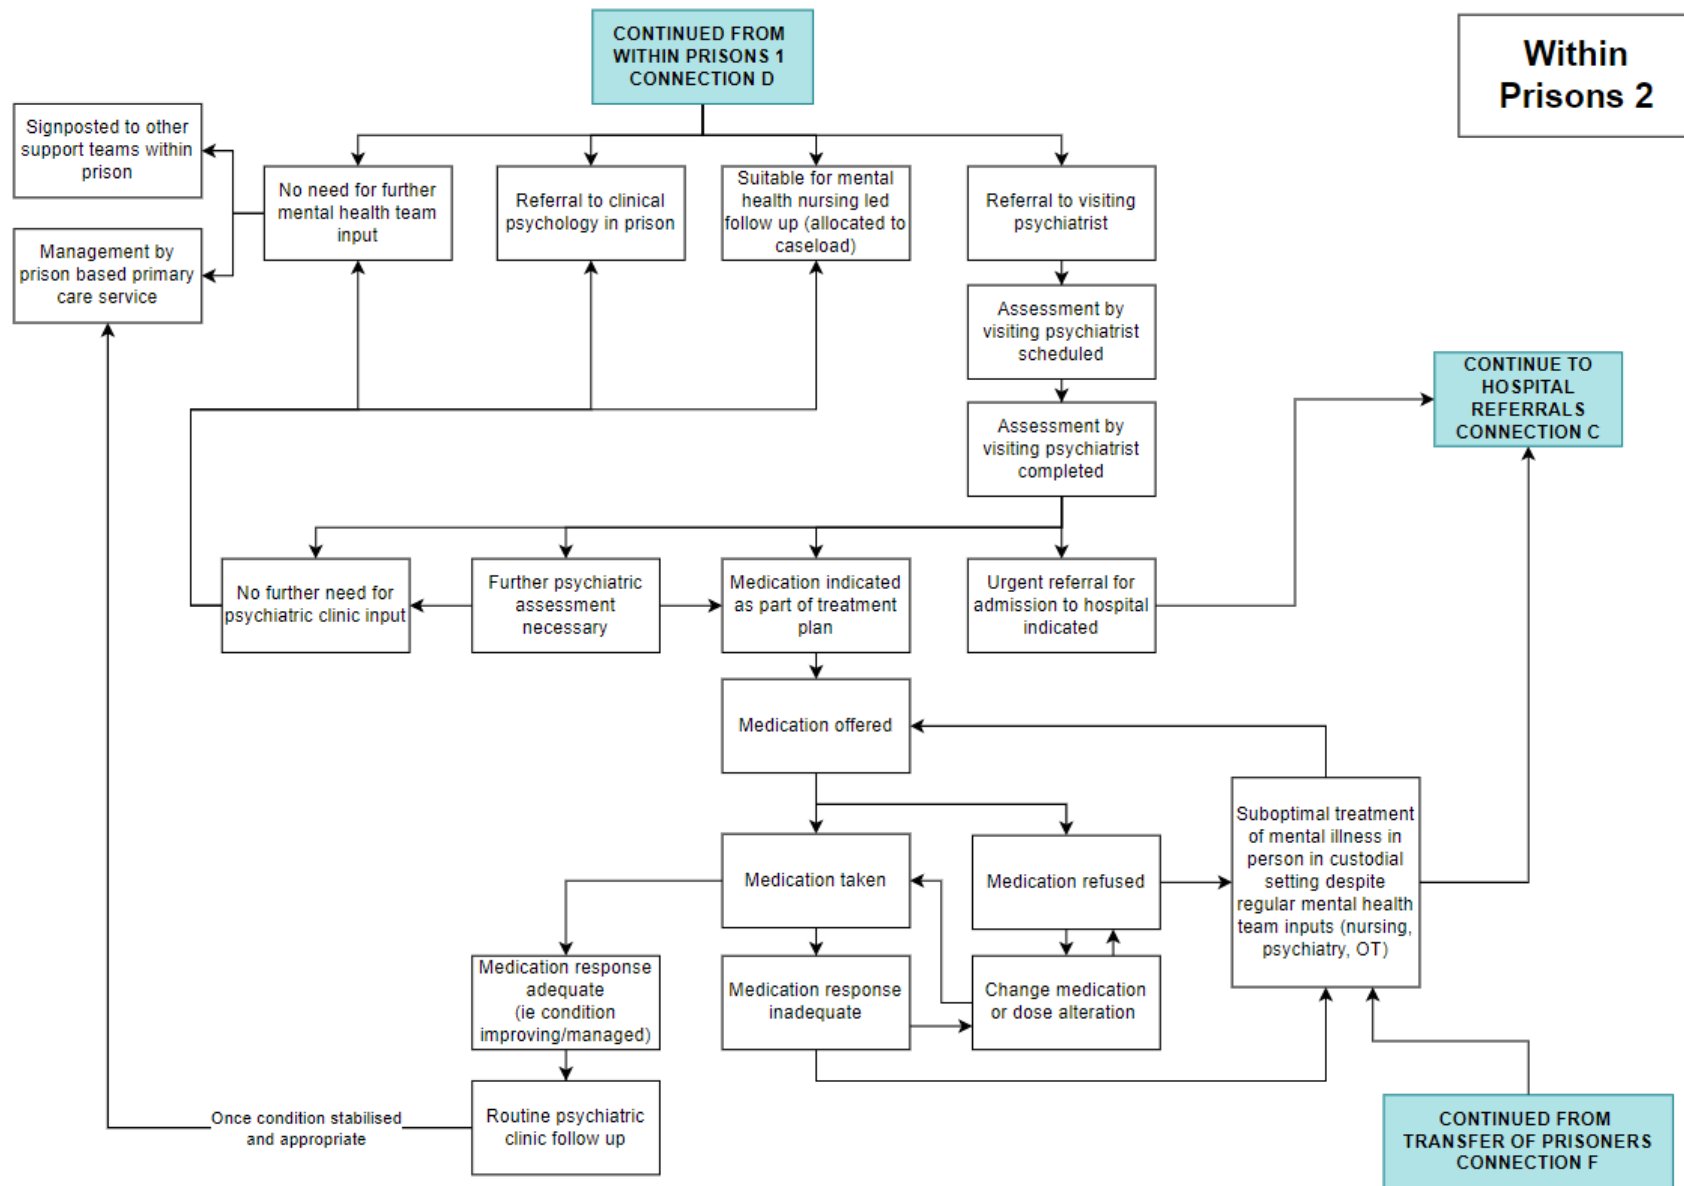 CONTINUED FROM
WITHIN PRISONS 1
CONNECTION D
Within
Prisons 2
Signposted to other
support teams within
prison
No need for further
mental health team
input
Referral to clinical
psychology in prison
Suitable for mental
health nursing led
follow up (allocated to
caseload)
Referral to visiting
psychiatrist
Management by
prison based primary
care service
Assessment by
visiting psychiatrist
scheduled
CONTINUE TO
HOSPITAL
REFERRALS
CONNECTION C
Assessment by
visiting psychiatrist
completed
No further need for
psychiatric clinic input
Further psychiatric
assessment
necessary
Medication indicated
as part of treatment
plan
Urgent referral for
admission to hospital
indicated
Medication offered
Medication taken
Medication refused
Suboptimal treatment
of mental illness in
person in custodial
setting despite
regular mental health
team inputs (nursing,
psychiatry, OT)
Medication response
adequate
(ie condition
improving/managed)
Medication response
inadequate
Change medication
or dose alteration
Once condition stabilised
and appropriate
Routine psychiatric
clinic follow up
CONTINUED FROM
TRANSFER OF PRISONERS
CONNECTION F